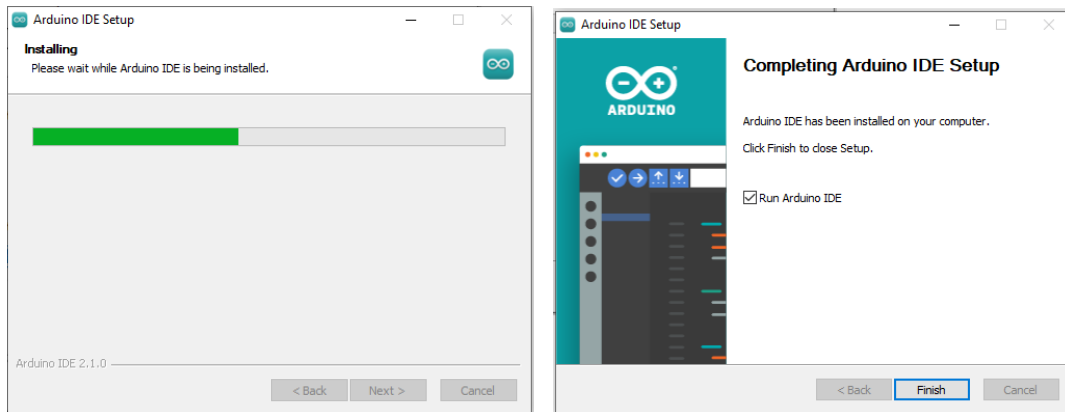 Arduino IDE Setup
Installing
Please wait while Arduino IDE is being installed.
Arduino IDE 2.1.0
< Back
Next >
Cancel
Arduino IDE Setup
ARDUINO
Completing Arduino IDE Setup
Arduino IDE has been installed on your computer.
Click Finish to close Setup.
Run Arduino IDE
< Back
Finish
Cancel